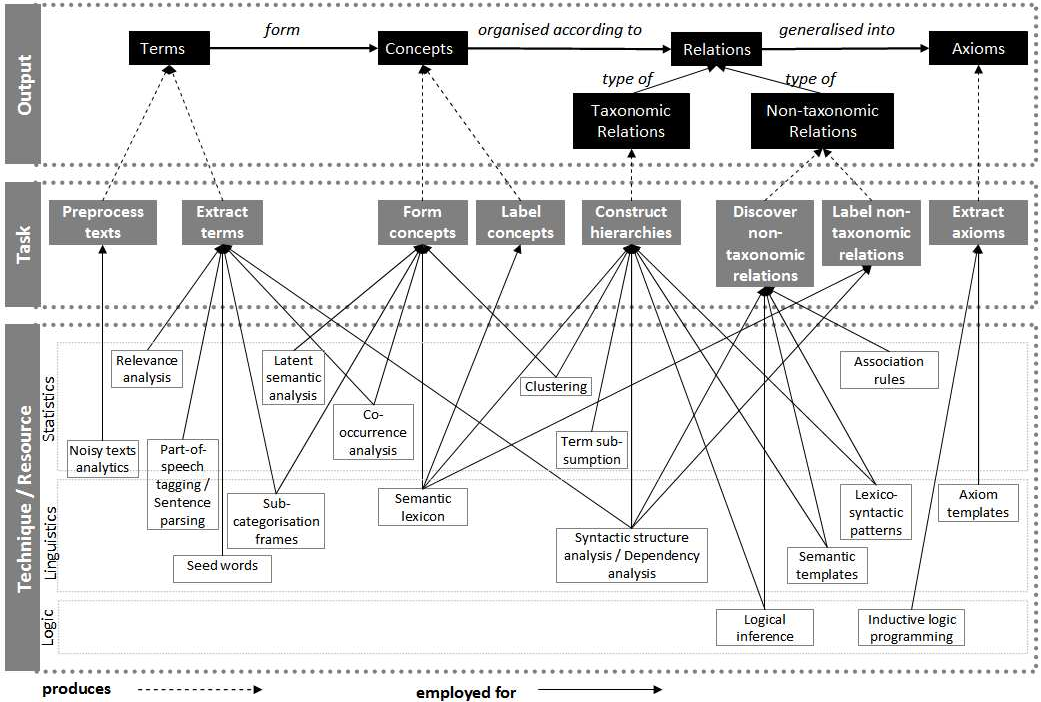 Output
form
organised according to
generalised into
Terms
Concepts
Relations
Axioms
type of
type of
Taxonomic
Relations
Non-taxonomic
Relations
Task
Preprocess
texts
Extract
terms
Form
concepts
Label
concepts
Construct
hierarchies
Discover
non-
taxonomic
relations
Label non-
taxonomic
relations
Extract
axioms
Technique / Resource
Statistics
Relevance
analysis
Latent
semantic
analysis
Clustering
Association
rules
Co-
occurrence
analysis
Noisy texts
analytics
Part-of-
speech
tagging /
Sentence
parsing
Term sub-
sumption
Linguistics
Sub-
categorisation
frames
Semantic
lexicon
Lexico-
syntactic
patterns
Axiom
templates
Seed words
Syntactic structure
analysis / Dependency
analysis
Semantic
templates
Logic
Logical
inference
Inductive logic
programming
produces
employed for